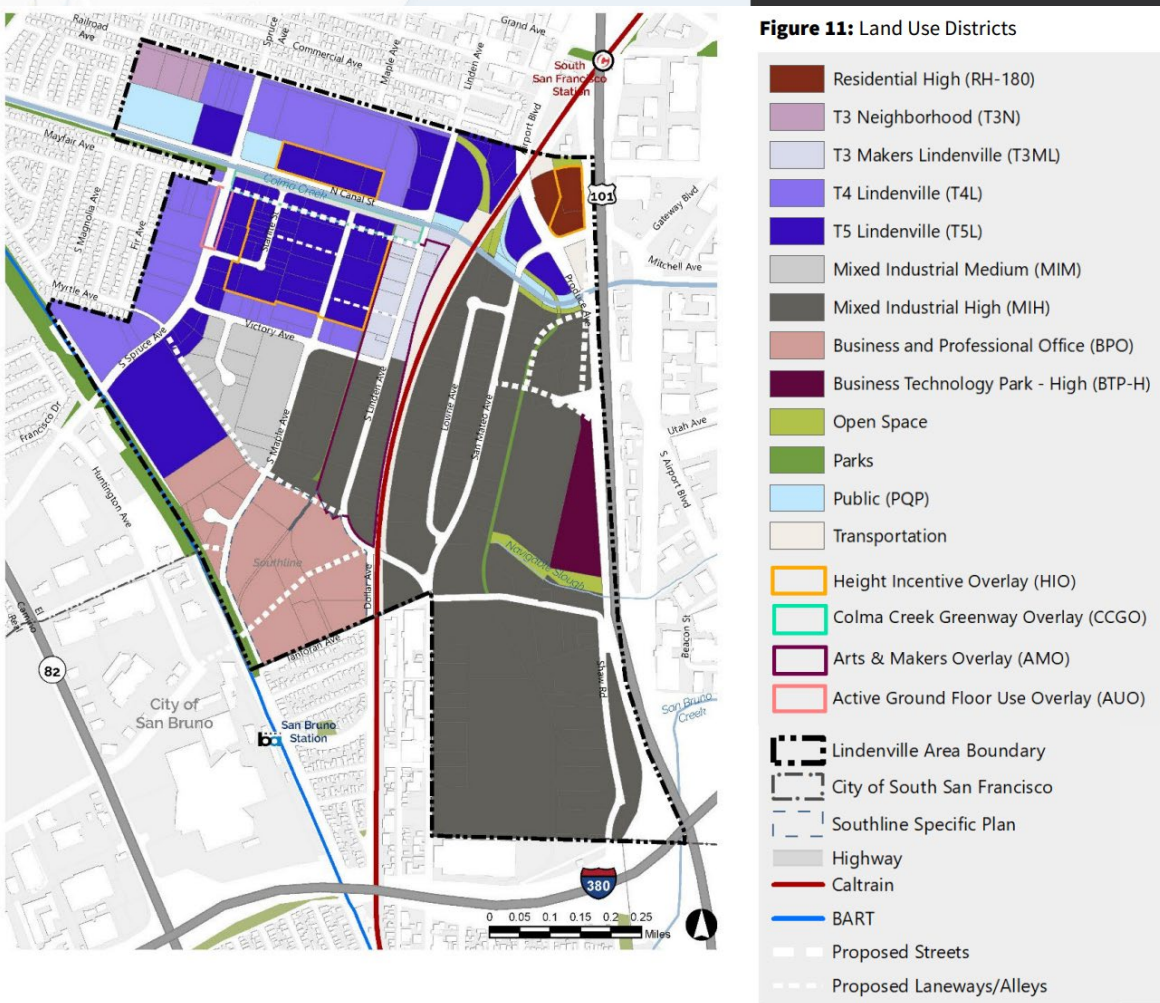 Figure 11: Land Use Districts
Residential High (RH-180)
T3 Neighborhood (T3N)
T3 Makers Lindenville (T3ML)
T4 Lindenville (T4L)
T5 Lindenville (T5L)
Mixed Industrial Medium (MIM)
Mixed Industrial High (MIH)
Business and Professional Office (BPO)
Business Technology Park - High (BTP-H)
Open Space
Parks
Public (PQP)
Transportation
Height Incentive Overlay (HIO)
Colma Creek Greenway Overlay (CCGO)
Arts & Makers Overlay (AMO)
Active Ground Floor Use Overlay (AUO)
Lindenville Area Boundary
City of South San Francisco
Southline Specific Plan
Highway
Caltrain
BART
Proposed Streets
Proposed Laneways/Alleys
Railroad
Ave
Spruce
Ave
Commercial Ave
Maple Ave
Linden Ave
Grand Ave
South
San Francisco
Station
C
rport Blvd
101
Gateway Blvd
Mitchell Ave
Mayfair Ave
S Magnolia Ave
Fir Ave
Colma Creek
N Canal St
Starlite St
Produce Ave
Myrtle Ave
S Spruce Ave
Victory Ave
S Maple Ave
S Linden Ave
Lowrie Ave
San Mateo Ave
Utah Ave
S Airport Blvd
Francisco Dr
Huntington Ave
Southline
Navigable Slough
Dollar Ave
Tanforan Ave
Shaw Rd
Beacon St
San Bruno
Creek
El
Camino
Real
82
City of
San Bruno
ba
San Bruno
Station
380
0 0.05 0.1 0.15 0.2 0.25
Miles